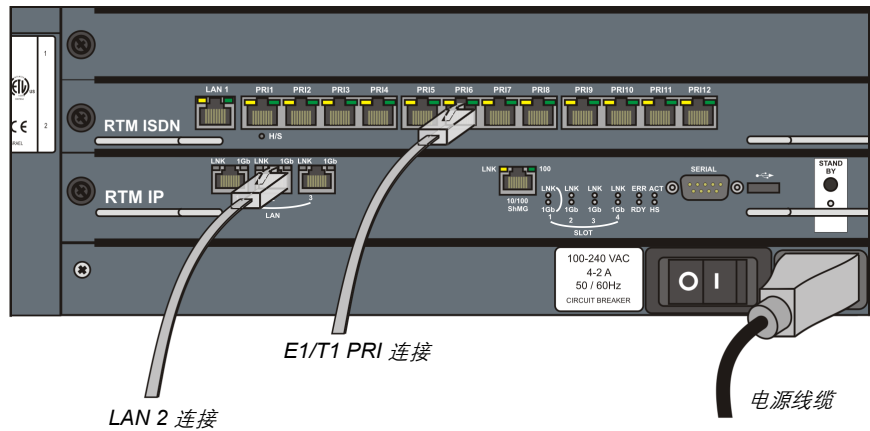 1
ETL us
CE
2
RAEL
LAN 1 PRI1 PRI2 PRI3 PRI4 PRI5 PRI6 PRI7 PRI8 PRI9 PRI10 PRI11 PRI12
RTM ISDN
H/S
LNK 1Gb LNK 1Gb LNK 1Gb
RTM IP
3
LAN
LNK 100
10/100
ShMG
LNK LNK LNK LNK ERR ACT
1Gb 1Gb 1Gb 1Gb RDY HS
1 2 3 4
SLOT
SERIAL
STAND
BY
100-240 VAC
4-2 A
50 / 60Hz
CIRCUIT BREAKER
O I
E1/T1 PRI 连接
LAN 2 连接
电源线缆